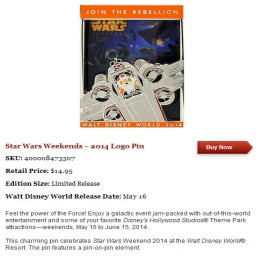 JOIN THE REBELLION
STAR
WARS
WEEKENDS
WALT DISNEY WORLD 2014
Star Wars Weekends – 2014 Logo Pin
Buy Now
SKU: 400008473507
Retail Price: $14.95
Edition Size: Limited Release
Walt Disney World Release Date: May 16
Feel the power of the Force! Enjoy a galactic event jam-packed with out-of-this-world
entertainment and some of your favorite Disney's Hollywood Studios® Theme Park
attractions—weekends, May 16 to June 15, 2014.
This charming pin celebrates Star Wars Weekend 2014 at the Walt Disney World®
Resort. The pin features a pin-on-pin element.